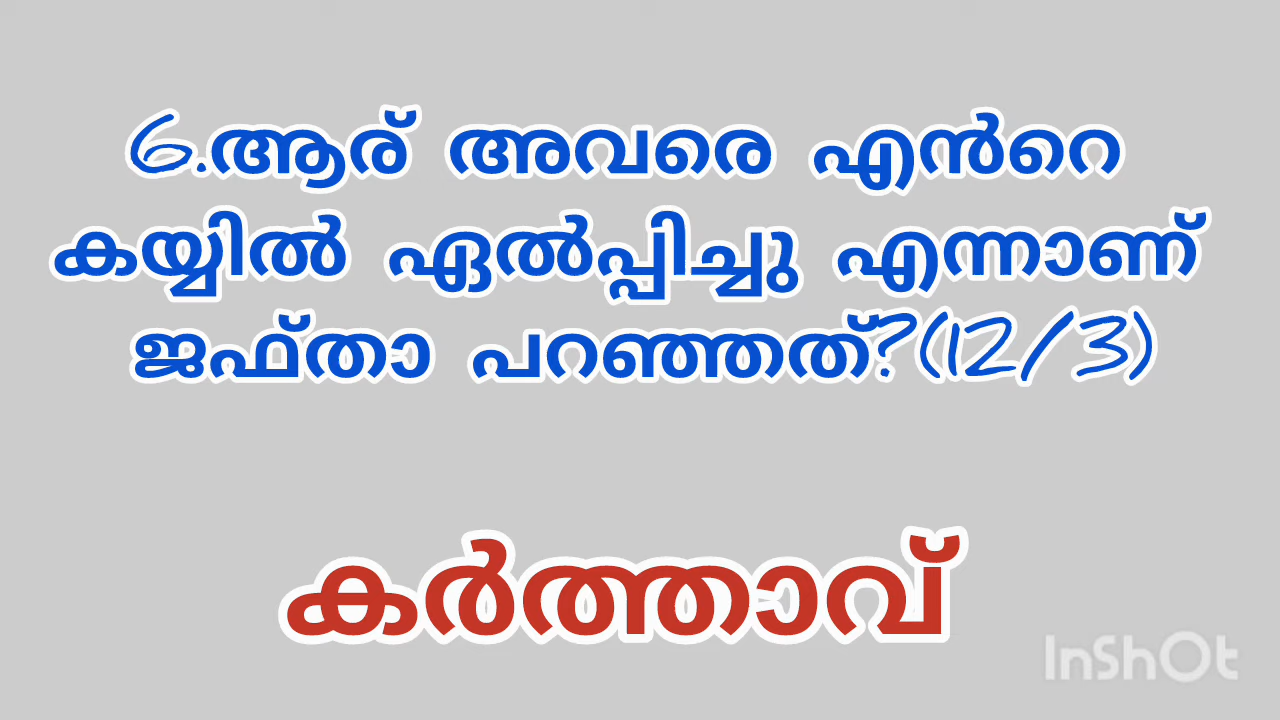 6.ആര് അവരെ എൻറെ
കയ്യിൽ ഏൽപ്പിച്ചു എന്നാണ്
ജഫ്താ പറഞ്ഞത്?(12/3)
കർത്താവ്
InShOt